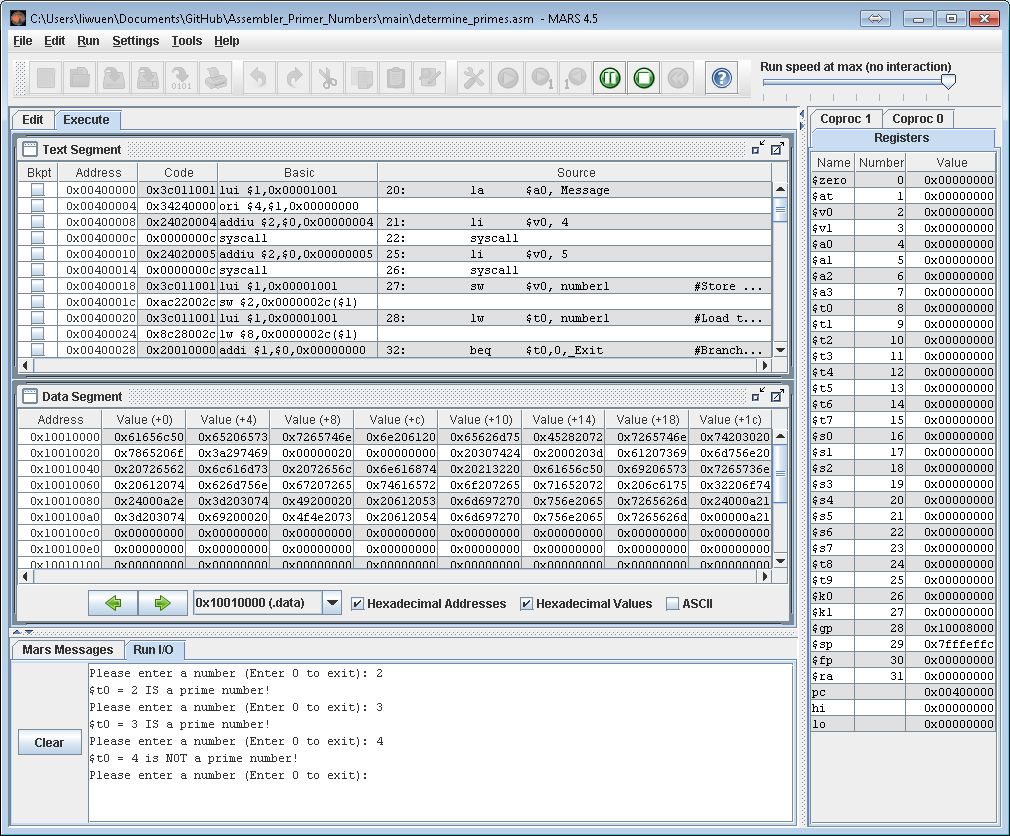 C:\Users\liwuen\Documents\GitHub\Assembler_Primer_Numbers\main\determine_primes.asm - MARS 4.5
File Edit Run Settings Tools Help
Run speed at max (no interaction)
Edit Execute
Text Segment
Bkpt Address Code Basic Source
0x00400000 0x3c011001 lui $1,0x00001001 20: la $a0, Message
0x00400004 0x34240000 ori $4,$1,0x00000000
0x00400008 0x24020004 addiu $2,$0,0x00000004 21: li $v0, 4
0x0040000c 0x0000000c syscall 22: syscall
0x00400010 0x24020005 addiu $2,$0,0x00000005 25: li $v0, 5
0x00400014 0x0000000c syscall 26: syscall
0x00400018 0x3c011001 lui $1,0x00001001 27: sw $v0, number1 #Store ...
0x0040001c 0xac22002c sw $2,0x0000002c($1)
0x00400020 0x3c011001 lui $1,0x00001001 28: lw $t0, number1 #Load t...
0x00400024 0x8c28002c lw $8,0x0000002c($1)
0x00400028 0x20010000 addi $1,$0,0x00000000 32: beq $t0,0,_Exit #Branch...
Data Segment
Address Value (+0) Value (+4) Value (+8) Value (+c) Value (+10) Value (+14) Value (+18) Value (+1c)
0x10010000 0x61656c50 0x65206573 0x7265746e 0x6e206120 0x65626d75 0x45282072 0x7265746e 0x74203020
0x10010020 0x7865206f 0x3a297469 0x00000020 0x00000000 0x20307424 0x2000203d 0x61207369 0x6d756e20
0x10010040 0x20726562 0x6c616d73 0x2072656c 0x6e616874 0x20213220 0x61656c50 0x69206573 0x7265736e
0x10010060 0x20612074 0x626d756e 0x67207265 0x74616572 0x6f207265 0x71652072 0x206c6175 0x32206f74
0x10010080 0x24000a2e 0x3d203074 0x49200020 0x20612053 0x6d697270 0x756e2065 0x7265626d 0x24000a21
0x100100a0 0x3d203074 0x69200020 0x4f4e2073 0x20612054 0x6d697270 0x756e2065 0x7265626d 0x00000a21
0x100100c0 0x00000000 0x00000000 0x00000000 0x00000000 0x00000000 0x00000000 0x00000000 0x00000000
0x100100e0 0x00000000 0x00000000 0x00000000 0x00000000 0x00000000 0x00000000 0x00000000 0x00000000
0x10010100 0x00000000 0x00000000 0x00000000 0x00000000 0x00000000 0x00000000 0x00000000 0x00000000
0x10010000 (.data) Hexadecimal Addresses Hexadecimal Values ASCII
Mars Messages Run I/O
Please enter a number (Enter 0 to exit): 2
$t0 = 2 IS a prime number!
Please enter a number (Enter 0 to exit): 3
$t0 = 3 IS a prime number!
Please enter a number (Enter 0 to exit): 4
$t0 = 4 is NOT a prime number!
Please enter a number (Enter 0 to exit):
Clear
Coproc 1 Coproc 0
Registers
Name Number Value
$zero 0 0x00000000
$at 1 0x00000000
$v0 2 0x00000000
$v1 3 0x00000000
$a0 4 0x00000000
$a1 5 0x00000000
$a2 6 0x00000000
$a3 7 0x00000000
$t0 8 0x00000000
$t1 9 0x00000000
$t2 10 0x00000000
$t3 11 0x00000000
$t4 12 0x00000000
$t5 13 0x00000000
$t6 14 0x00000000
$t7 15 0x00000000
$s0 16 0x00000000
$s1 17 0x00000000
$s2 18 0x00000000
$s3 19 0x00000000
$s4 20 0x00000000
$s5 21 0x00000000
$s6 22 0x00000000
$s7 23 0x00000000
$t8 24 0x00000000
$t9 25 0x00000000
$k0 26 0x00000000
$k1 27 0x00000000
$gp 28 0x10008000
$sp 29 0x7fffeffc
$fp 30 0x00000000
$ra 31 0x00000000
pc 0x00400000
hi 0x00000000
lo 0x00000000